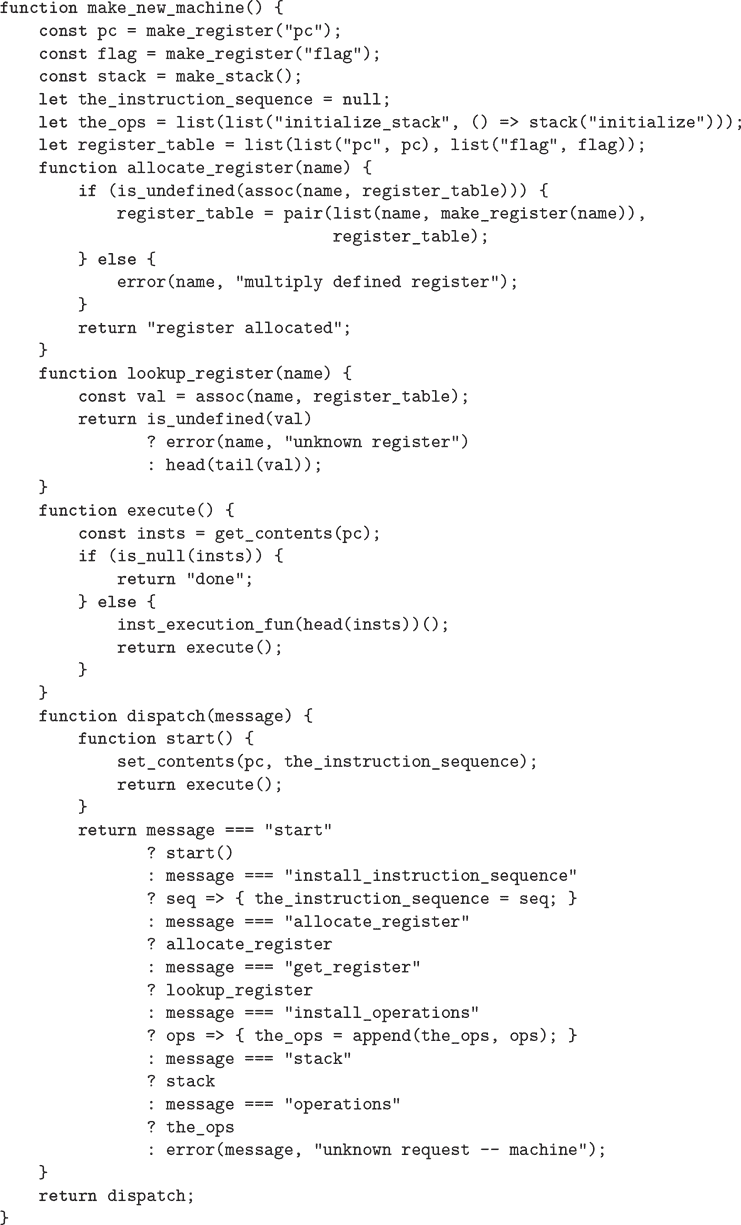 function make_new_machine() {
    const pc = make_register("pc");
    const flag = make_register("flag");
    const stack = make_stack();
    let the_instruction_sequence = null;
    let the_ops = list(list("initialize_stack", () => stack("initialize")));
    let register_table = list(list("pc", pc), list("flag", flag));
    function allocate_register(name) {
        if (is_undefined(assoc(name, register_table))) {
            register_table = pair(list(name, make_register(name)),
                                  register_table);
        } else {
            error(name, "multiply defined register");
        }
        return "register allocated";
    }
    function lookup_register(name) {
        const val = assoc(name, register_table);
        return is_undefined(val)
               ? error(name, "unknown register")
               : head(tail(val));
    }
    function execute() {
        const insts = get_contents(pc);
        if (is_null(insts)) {
            return "done";
        } else {
            inst_execution_fun(head(insts))();
            return execute();
        }
    }
    function dispatch(message) {
        function start() {
            set_contents(pc, the_instruction_sequence);
            return execute();
        }
        return message === "start"
               ? start()
               : message === "install_instruction_sequence"
               ? seq => { the_instruction_sequence = seq; }
               : message === "allocate_register"
               ? allocate_register
               : message === "get_register"
               ? lookup_register
               : message === "install_operations"
               ? ops => { the_ops = append(the_ops, ops); }
               : message === "stack"
               ? stack
               : message === "operations"
               ? the_ops
               : error(message, "unknown request -- machine");
    }
    return dispatch;
}